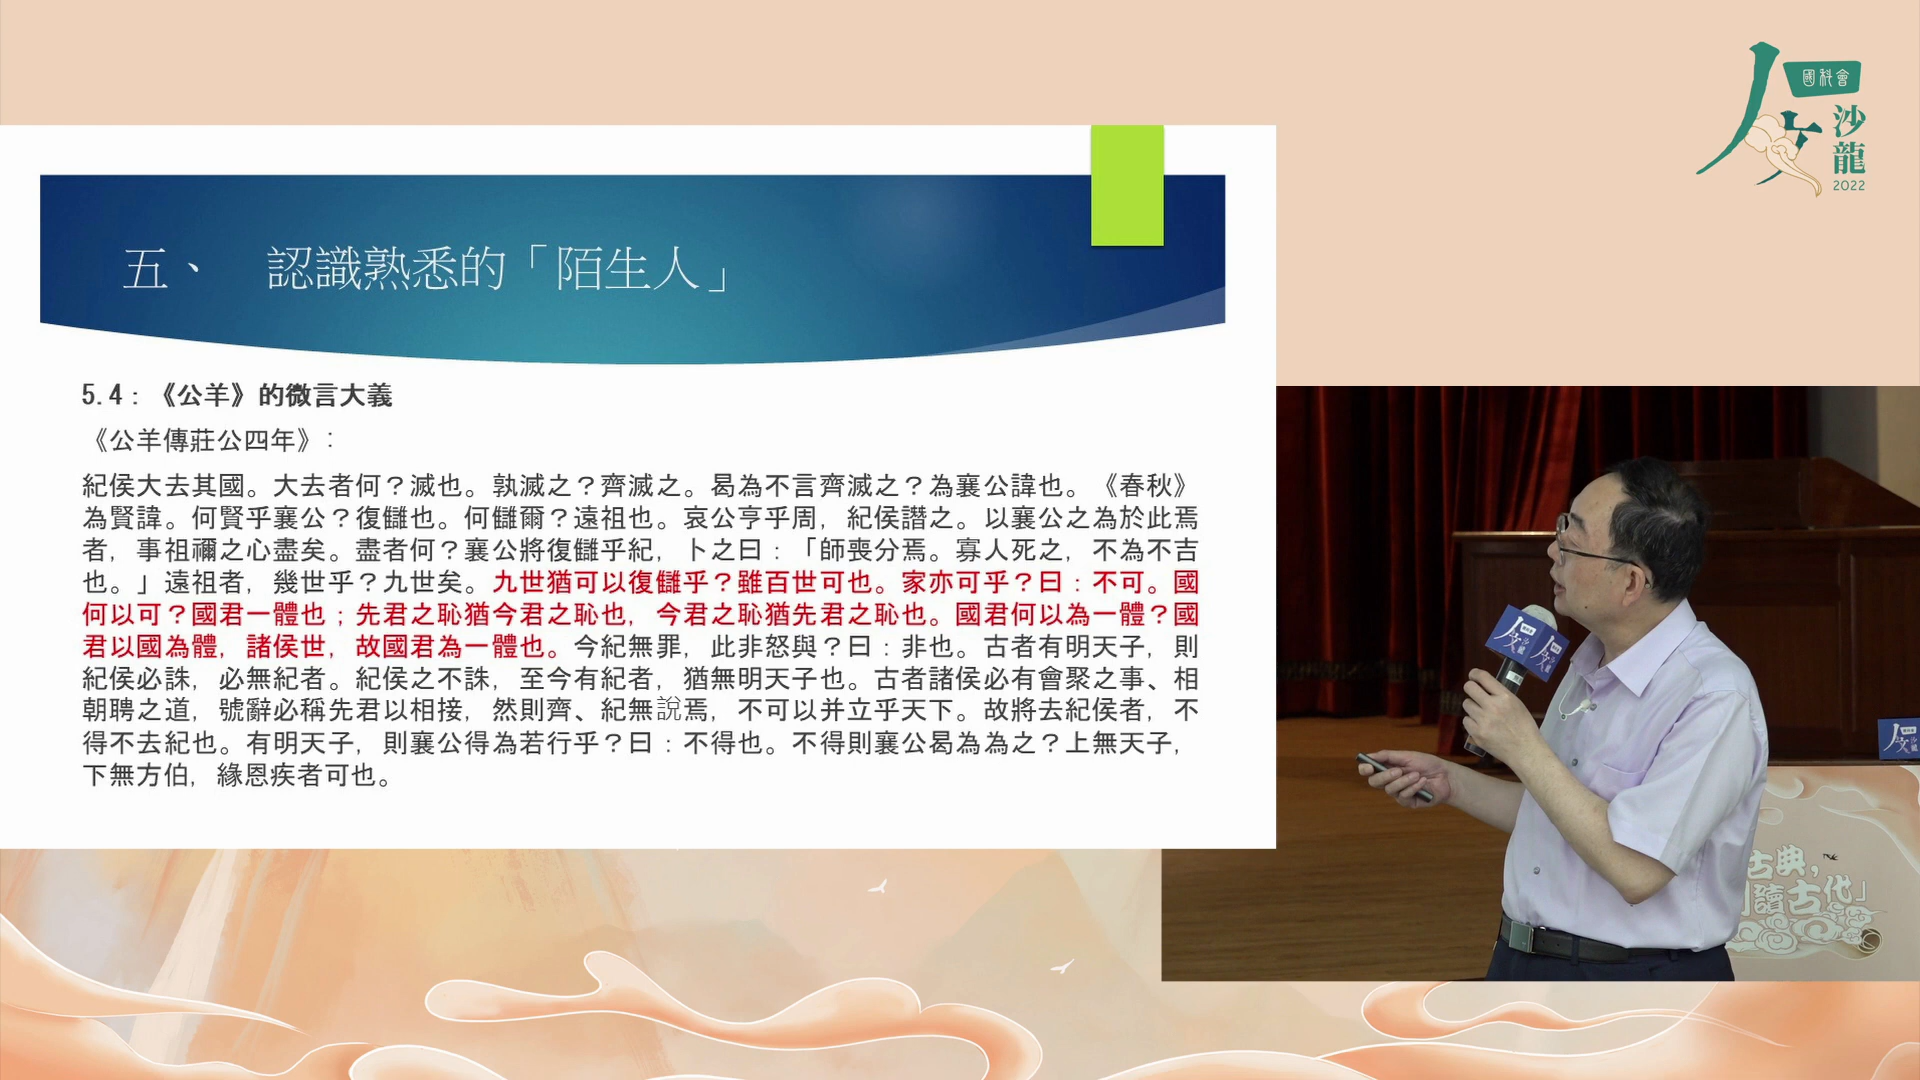 國科會
人文
沙龍
2022
五、 認識熟悉的「陌生人」
5.4：《公羊》的微言大義
《公羊傳莊公四年》：
紀侯大去其國。大去者何？滅也。孰滅之？齊滅之。曷為不言齊滅之？為襄公諱也。《春秋》
為賢諱。何賢乎襄公？復讎也。何讎爾？遠祖也。哀公亨乎周，紀侯譖之。以襄公之為於此焉
者，事祖禰之心盡矣。盡者何？襄公將復讎乎紀，卜之曰：「師喪分焉。寡人死之，不為不吉
也。」遠祖者，幾世乎？九世矣。九世猶可以復讎乎？雖百世可也。家亦可乎？曰：不可。國
何以可？國君一體也；先君之恥猶今君之恥也，今君之恥猶先君之恥也。國君何以為一體？國
君以國為體，諸侯世，故國君為一體也。今紀無罪，此非怒與？曰：非也。古者有明天子，則
紀侯必誅，必無紀者。紀侯之不誅，至今有紀者，猶無明天子也。古者諸侯必有會聚之事、相
朝聘之道，號辭必稱先君以相接，然則齊、紀無說焉，不可以并立乎天下。故將去紀侯者，不
得不去紀也。有明天子，則襄公得為若行乎？曰：不得也。不得則襄公曷為為之？上無天子，
下無方伯，緣恩疾者可也。
古典，
讀古代」